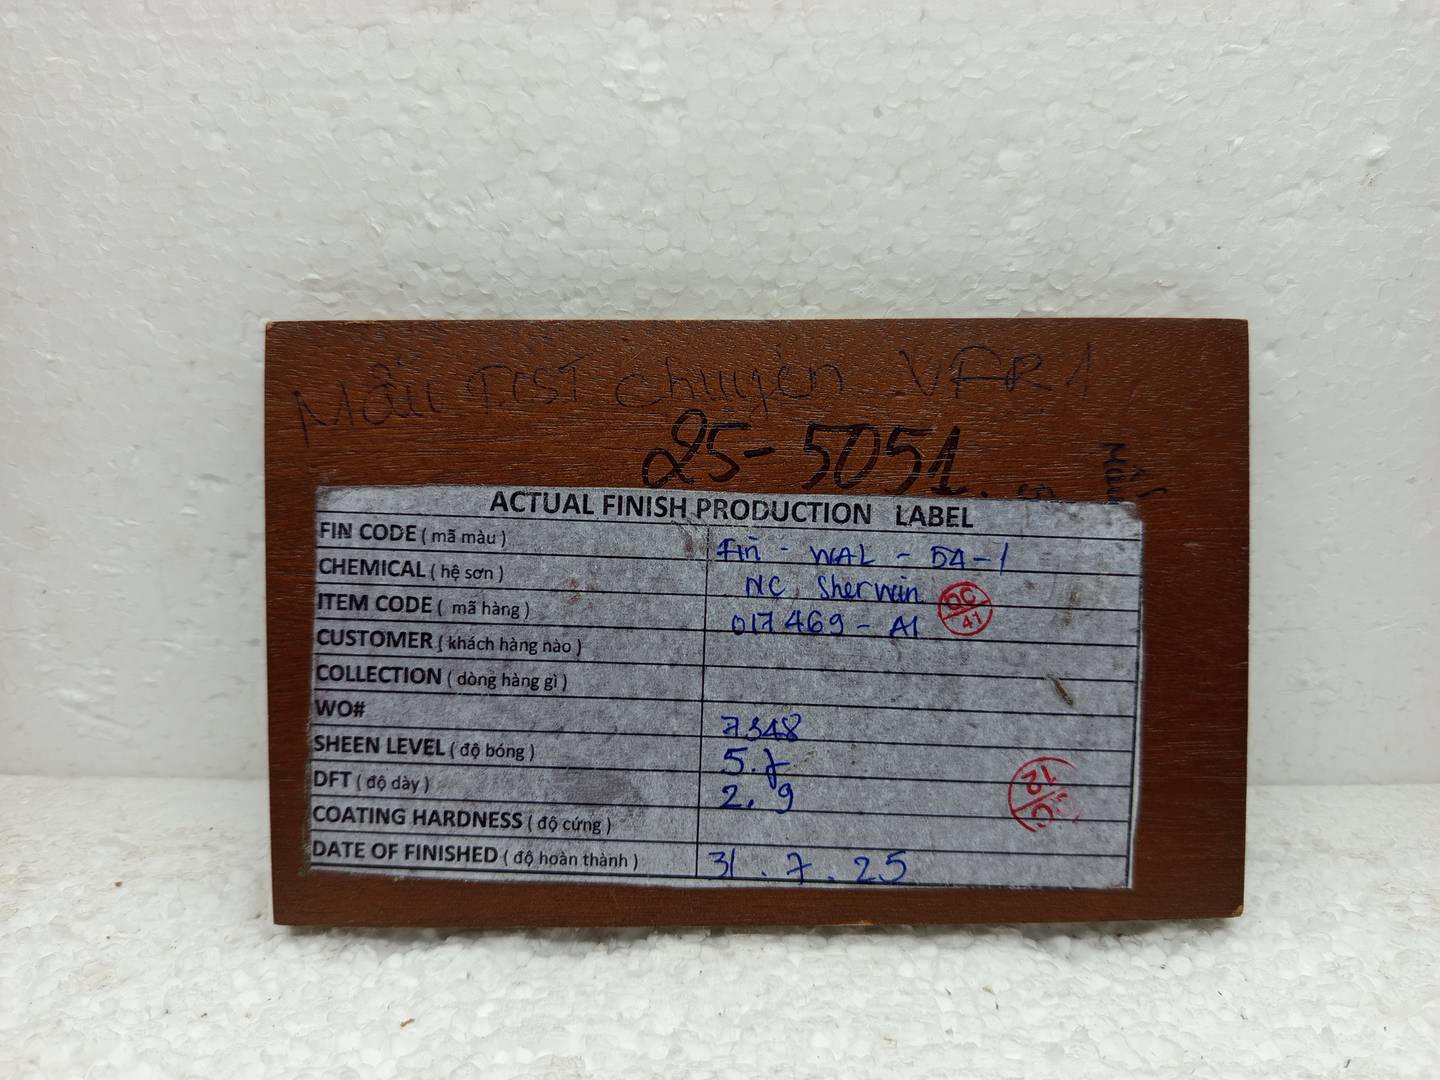 Mẫu Test chuyền VFR1
25-5051.
Mẫu
ACTUAL FINISH PRODUCTION LABEL
FIN CODE ( mã màu ) Fin - WAL - 54-1
CHEMICAL ( hệ sơn ) NC Sherwin
ITEM CODE ( mã hàng ) 017469 - A1
QC 41
CUSTOMER ( khách hàng nào )
COLLECTION ( dòng hàng gì )
WO# 7348
SHEEN LEVEL ( độ bóng ) 5.7
DFT ( độ dày ) 2.9
QC 12
COATING HARDNESS ( độ cứng )
DATE OF FINISHED ( độ hoàn thành ) 31.7.25